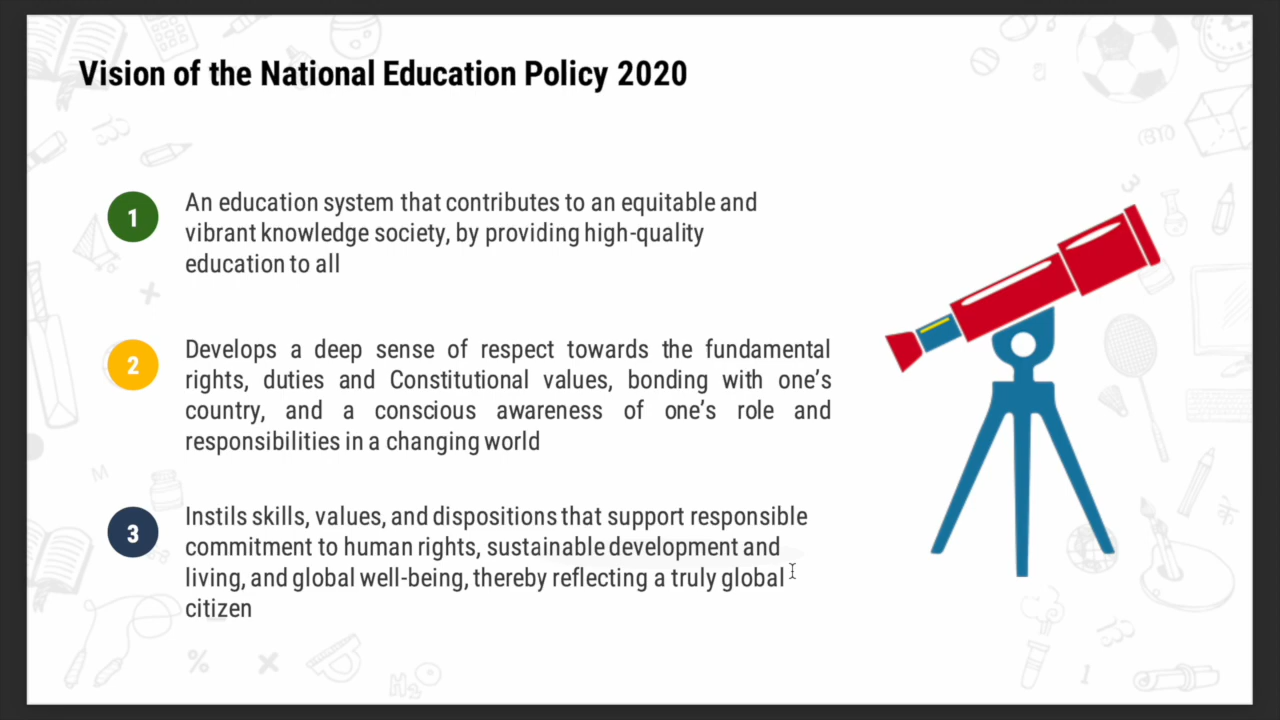 Vision of the National Education Policy 2020
1
An education system that contributes to an equitable and
vibrant knowledge society, by providing high-quality
education to all
2
Develops a deep sense of respect towards the fundamental
rights, duties and Constitutional values, bonding with one’s
country, and a conscious awareness of one’s role and
responsibilities in a changing world
3
Instils skills, values, and dispositions that support responsible
commitment to human rights, sustainable development and
living, and global well-being, thereby reflecting a truly global
citizen
M
%
H₂O
1